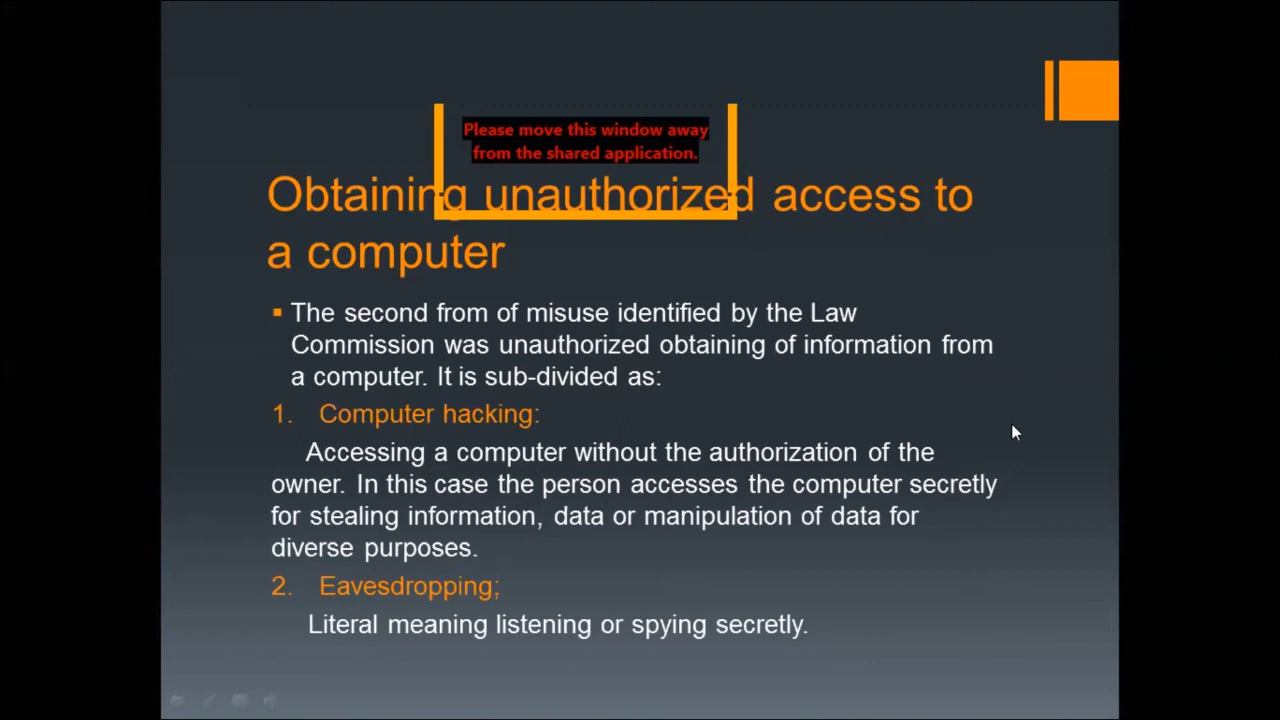 Please move this window away
from the shared application.
Obtaining unauthorized access to
a computer
▪ The second from of misuse identified by the Law
Commission was unauthorized obtaining of information from
a computer. It is sub-divided as:
1. Computer hacking:
Accessing a computer without the authorization of the
owner. In this case the person accesses the computer secretly
for stealing information, data or manipulation of data for
diverse purposes.
2. Eavesdropping;
Literal meaning listening or spying secretly.